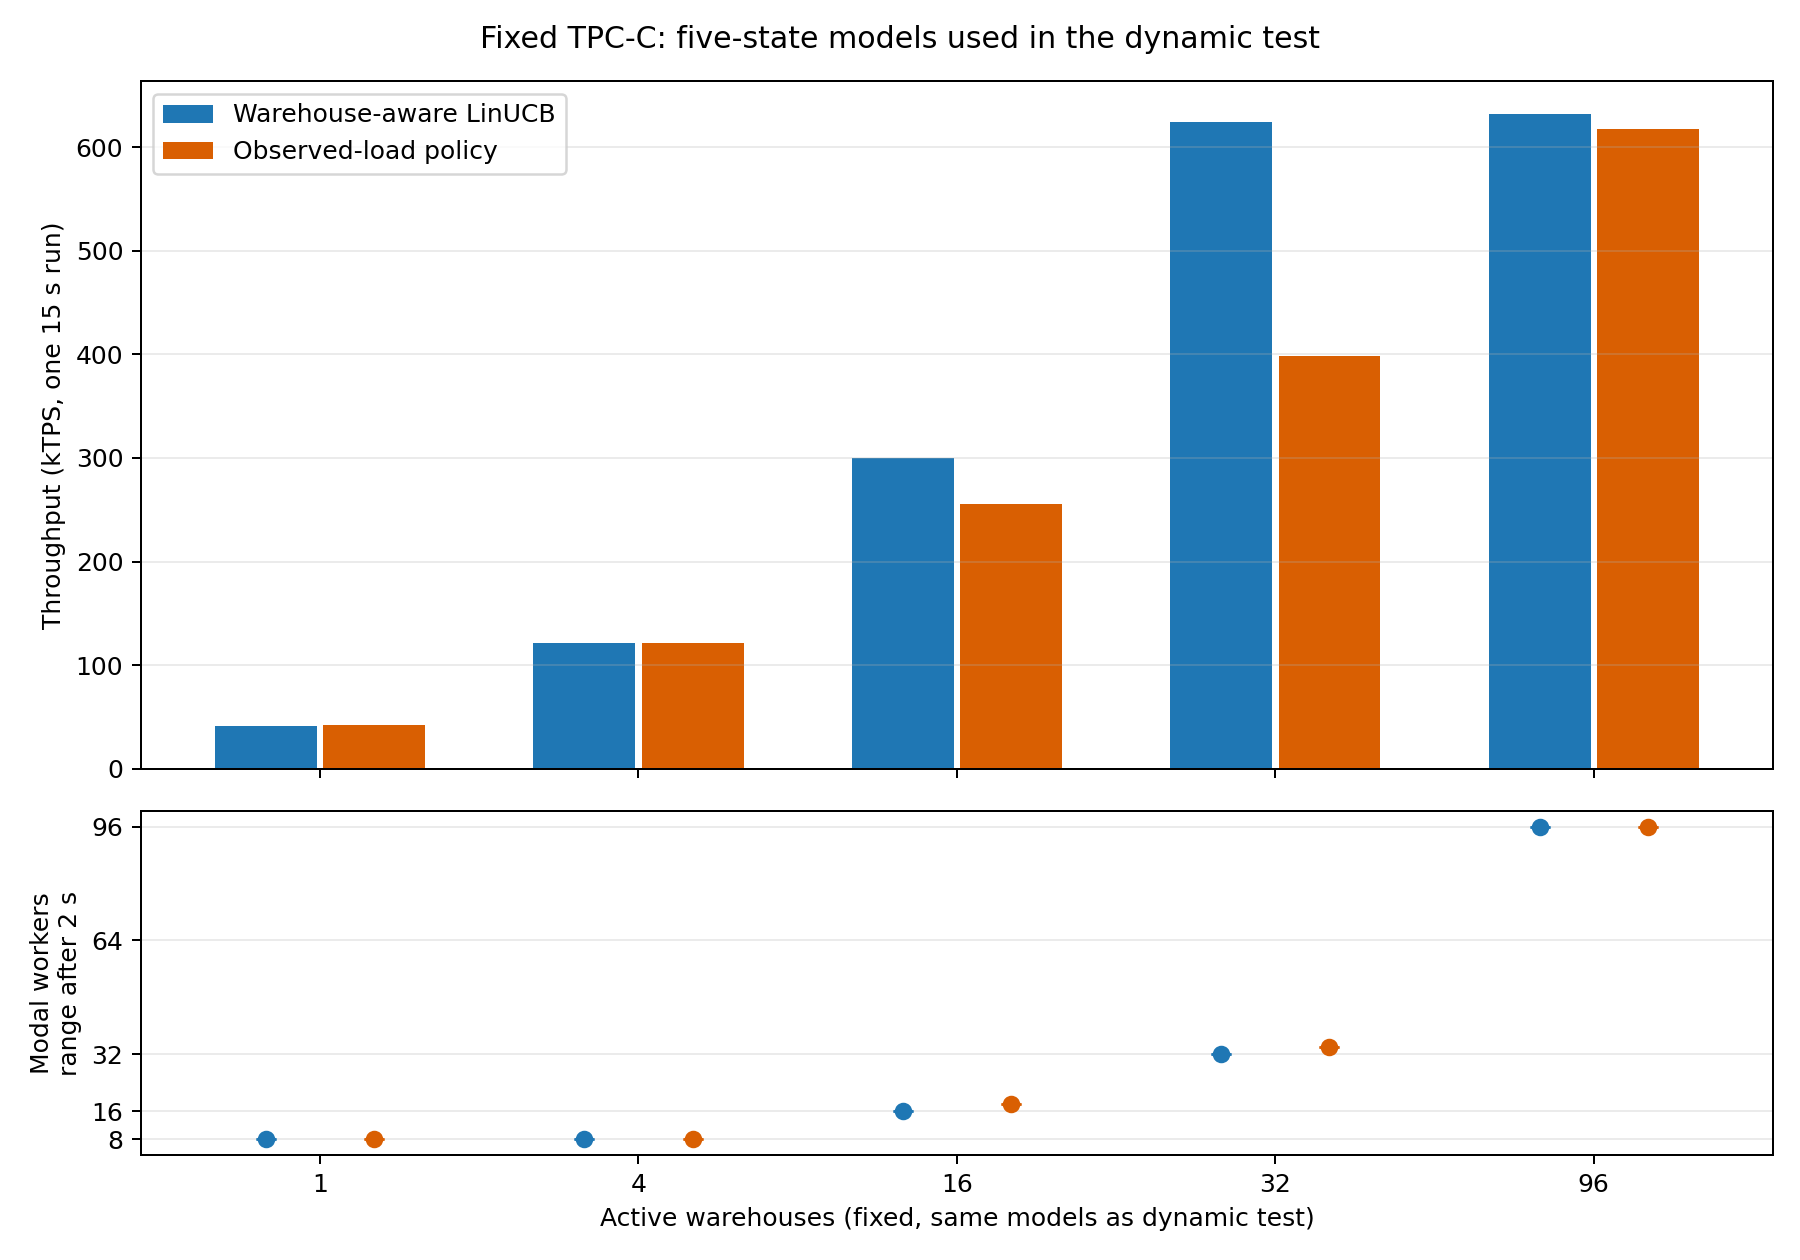 Fixed TPC-C: five-state models used in the dynamic test
Warehouse-aware LinUCB
Observed-load policy
Throughput (kTPS, one 15 s run)
600
500
400
300
200
100
0
Modal workers
range after 2 s
96
64
32
16
8
1 4 16 32 96
Active warehouses (fixed, same models as dynamic test)